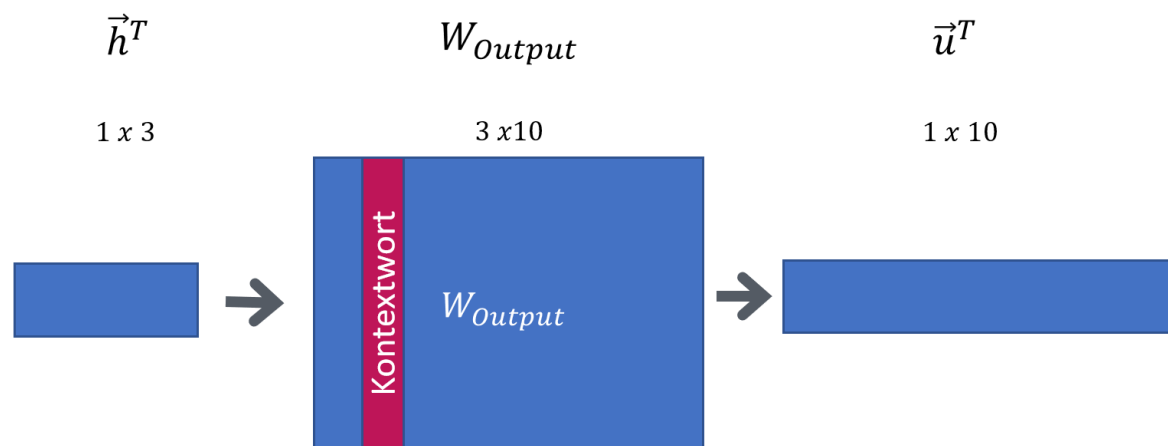 h⃗ᵀ
W_Output
u⃗ᵀ
1 x 3
3 x10
1 x 10
Kontextwort
W_Output